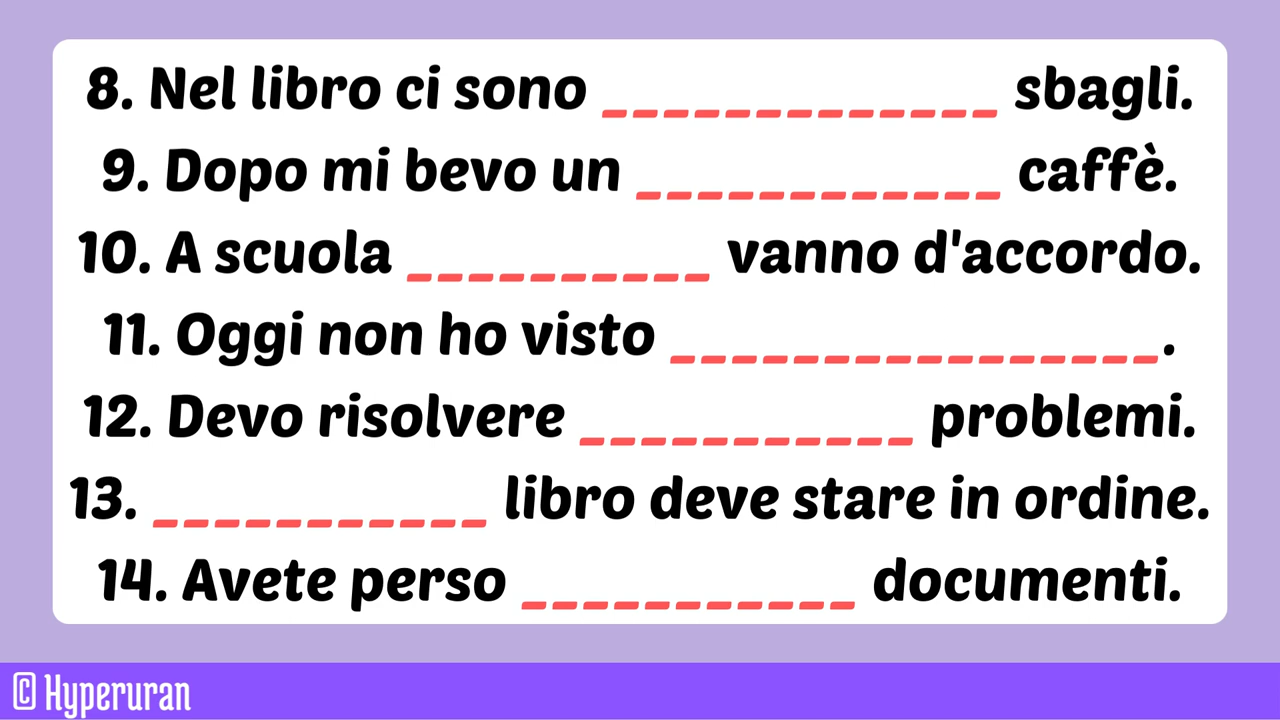 8. Nel libro ci sono _____________ sbagli.
9. Dopo mi bevo un ____________ caffè.
10. A scuola __________ vanno d'accordo.
11. Oggi non ho visto ________________.
12. Devo risolvere ___________ problemi.
13. ___________ libro deve stare in ordine.
14. Avete perso ___________ documenti.
© Hyperuran